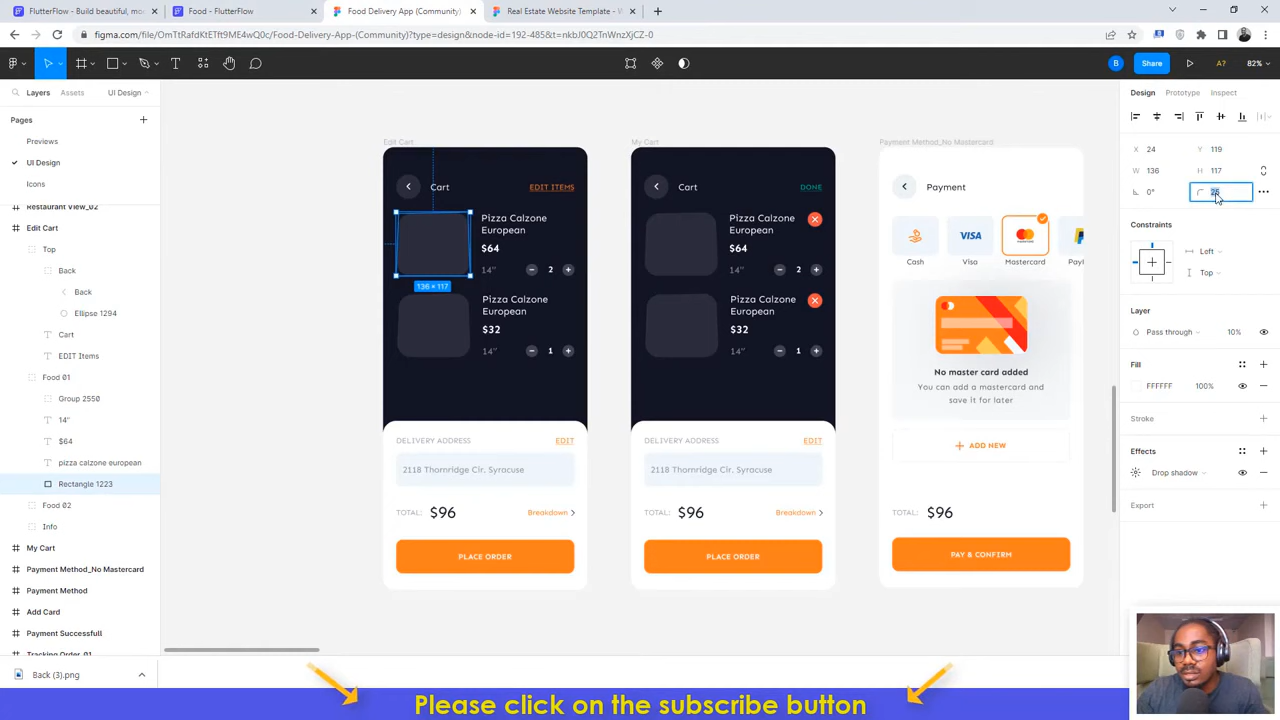 FlutterFlow - Build beautiful, mo
Food - FlutterFlow
Food Delivery App (Community)
Real Estate Website Template - W
figma.com/file/OmTtRafdKtETft9ME4wQ0c/Food-Delivery-App-(Community)?type=design&node-id=192-485&t=nkbJ0Q2TnWnzXjCt-0
B
Share
A?
82%
Layers
Assets
UI Design
Pages
Previews
UI Design
Icons
Restaurant View_02
Edit Cart
Top
Back
Back
Ellipse 1294
Cart
EDIT Items
Food 01
Group 2550
14"
$64
pizza calzone european
Rectangle 1223
Food 02
Info
My Cart
Payment Method_No Mastercard
Payment Method
Add Card
Payment Successfull
Tracking Order_01
Edit Cart
Cart
EDIT ITEMS
Pizza Calzone
European
$64
14"
2
136 × 117
Pizza Calzone
European
$32
14"
1
DELIVERY ADDRESS
EDIT
2118 Thornridge Cir. Syracuse
TOTAL: $96
Breakdown
PLACE ORDER
My Cart
Cart
DONE
Pizza Calzone
European
$64
14"
2
Pizza Calzone
European
$32
14"
1
DELIVERY ADDRESS
EDIT
2118 Thornridge Cir. Syracuse
TOTAL: $96
Breakdown
PLACE ORDER
Payment Method_No Mastercard
Payment
VISA
Cash
Visa
Mastercard
No master card added
You can add a mastercard and
save it for later
ADD NEW
TOTAL: $96
PAY & CONFIRM
Design
Prototype
Inspect
X 24
Y 119
W 136
H 117
0°
Constraints
Left
Top
Layer
Pass through
10%
Fill
FFFFFF
100%
Stroke
Effects
Drop shadow
Export
Back (3).png
Please click on the subscribe button